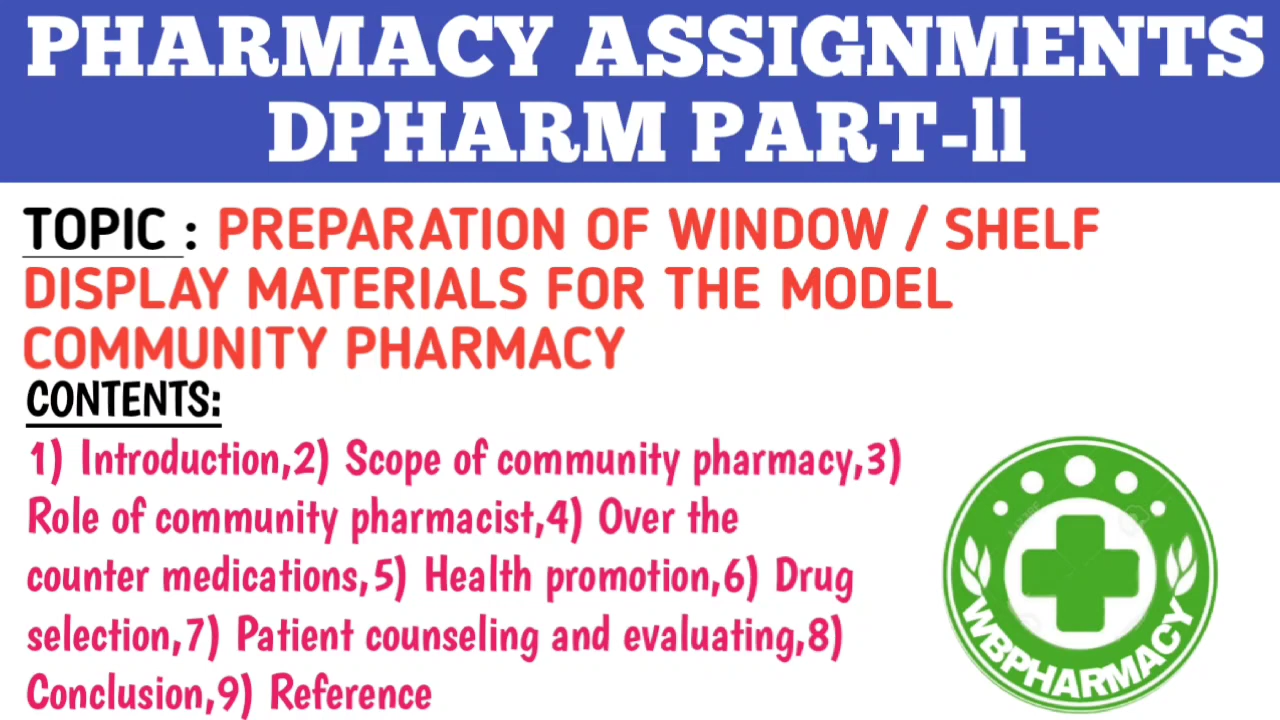 PHARMACY ASSIGNMENTS
DPHARM PART-ll
TOPIC : PREPARATION OF WINDOW / SHELF
DISPLAY MATERIALS FOR THE MODEL
COMMUNITY PHARMACY
CONTENTS:
1) Introduction,2) Scope of community pharmacy,3)
Role of community pharmacist,4) Over the
counter medications,5) Health promotion,6) Drug
selection,7) Patient counseling and evaluating,8)
Conclusion,9) Reference
WBPHARMACY